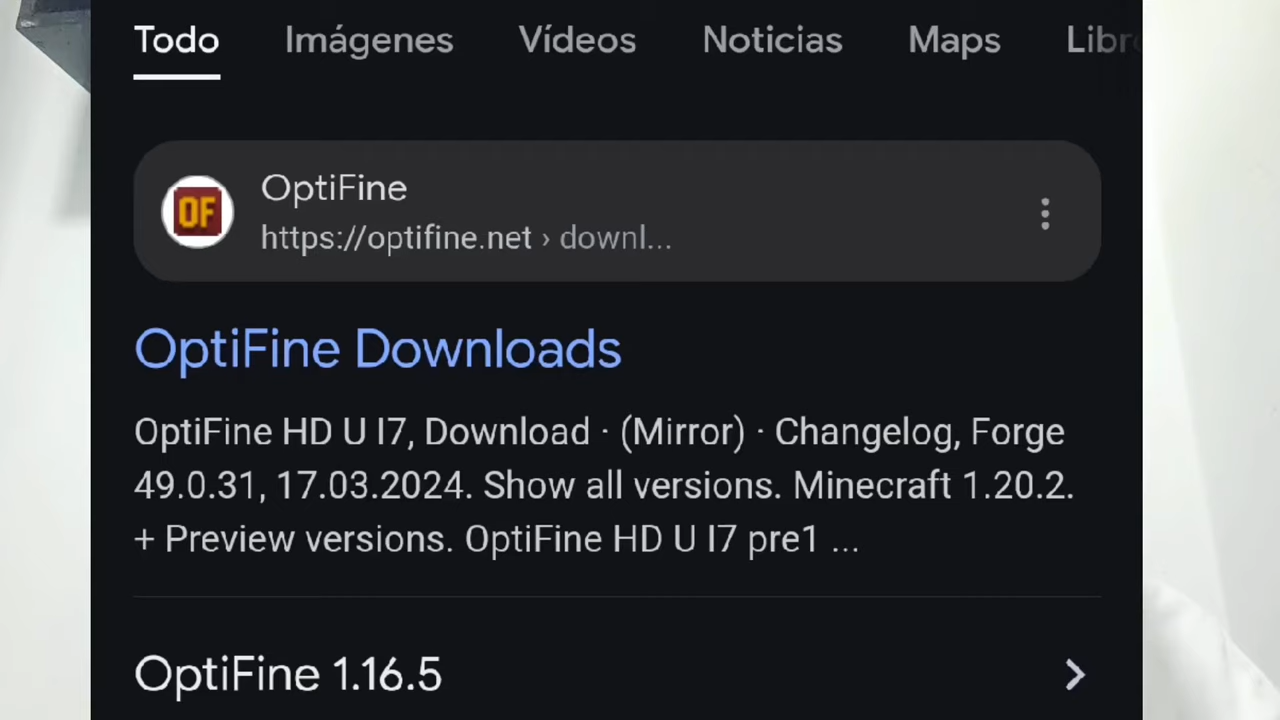 Todo Imágenes Vídeos Noticias Maps Libr
OF
OptiFine
https://optifine.net › downl...
OptiFine Downloads
OptiFine HD U I7, Download · (Mirror) · Changelog, Forge
49.0.31, 17.03.2024. Show all versions. Minecraft 1.20.2.
+ Preview versions. OptiFine HD U I7 pre1 ...
OptiFine 1.16.5